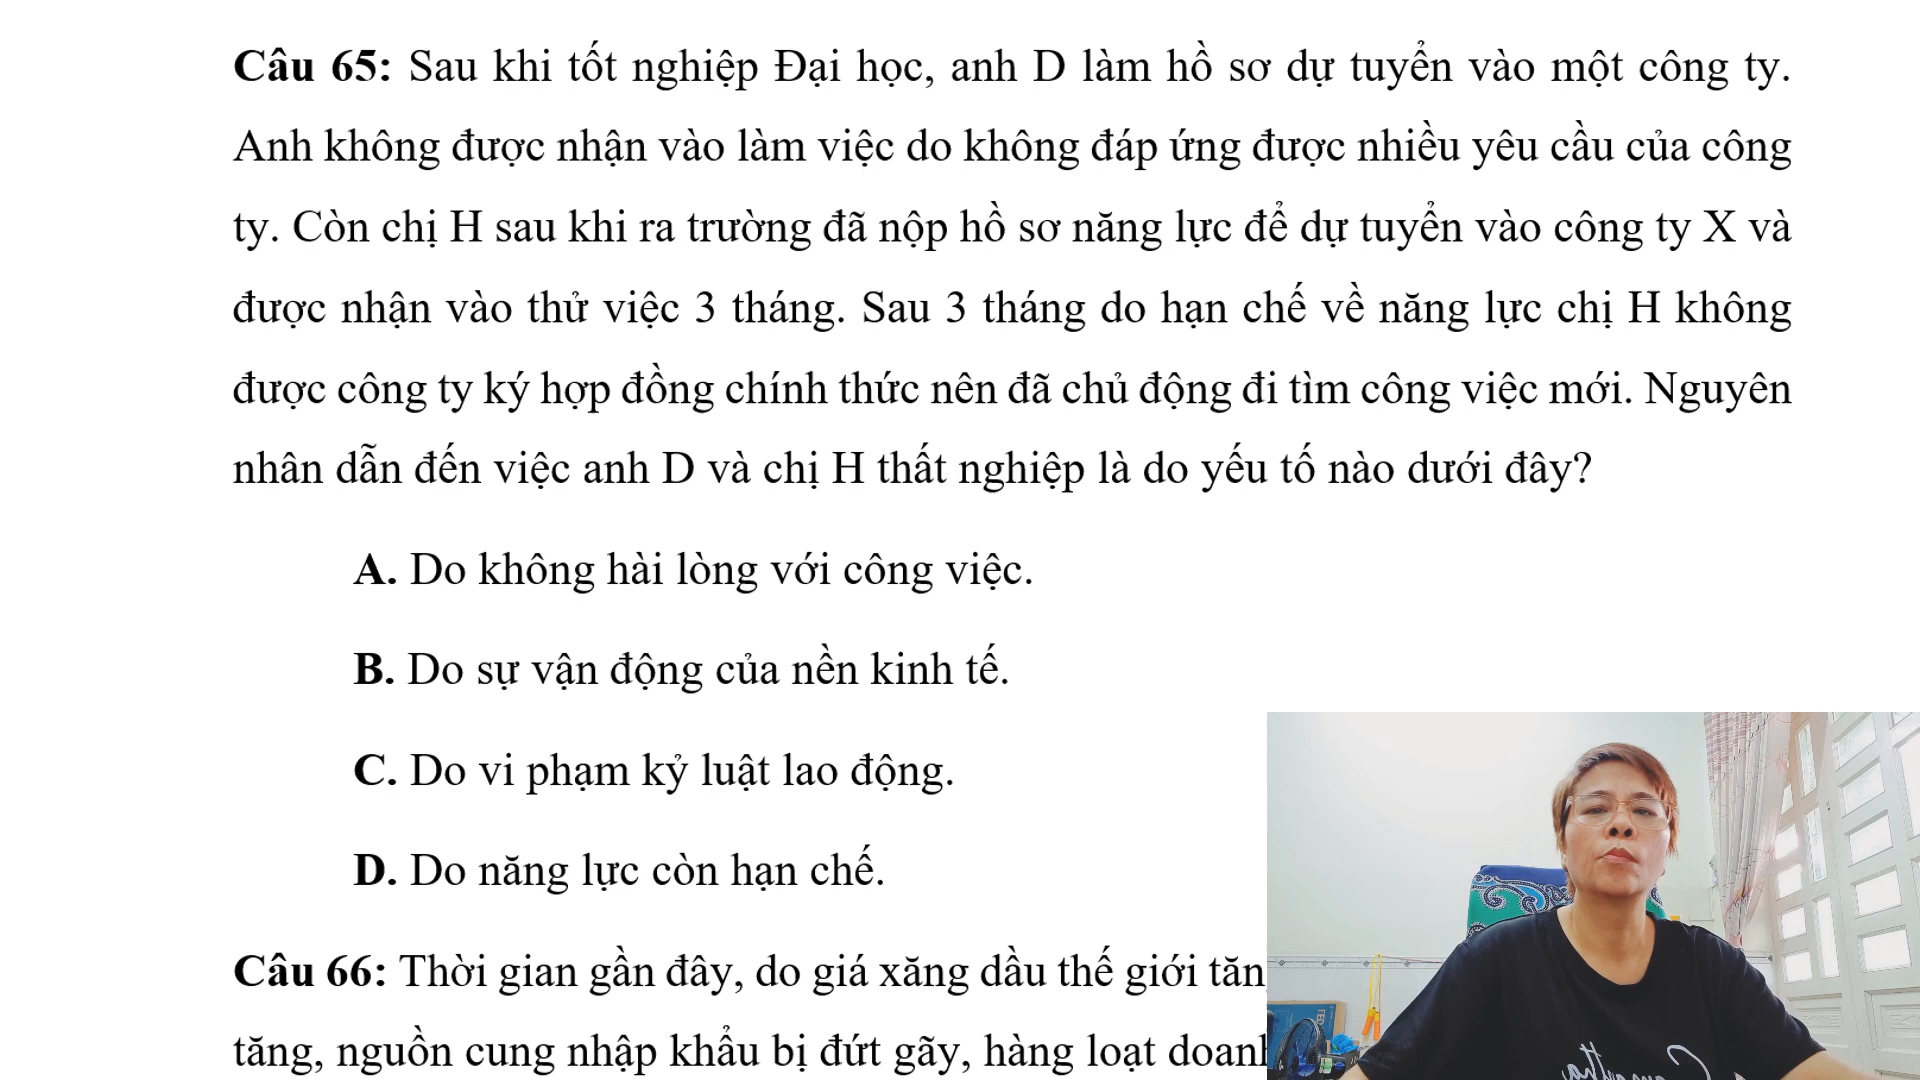 Câu 65: Sau khi tốt nghiệp Đại học, anh D làm hồ sơ dự tuyển vào một công ty.
Anh không được nhận vào làm việc do không đáp ứng được nhiều yêu cầu của công
ty. Còn chị H sau khi ra trường đã nộp hồ sơ năng lực để dự tuyển vào công ty X và
được nhận vào thử việc 3 tháng. Sau 3 tháng do hạn chế về năng lực chị H không
được công ty ký hợp đồng chính thức nên đã chủ động đi tìm công việc mới. Nguyên
nhân dẫn đến việc anh D và chị H thất nghiệp là do yếu tố nào dưới đây?
A. Do không hài lòng với công việc.
B. Do sự vận động của nền kinh tế.
C. Do vi phạm kỷ luật lao động.
D. Do năng lực còn hạn chế.
Câu 66: Thời gian gần đây, do giá xăng dầu thế giới
tăng, nguồn cung nhập khẩu bị đứt gãy, hàng loạt